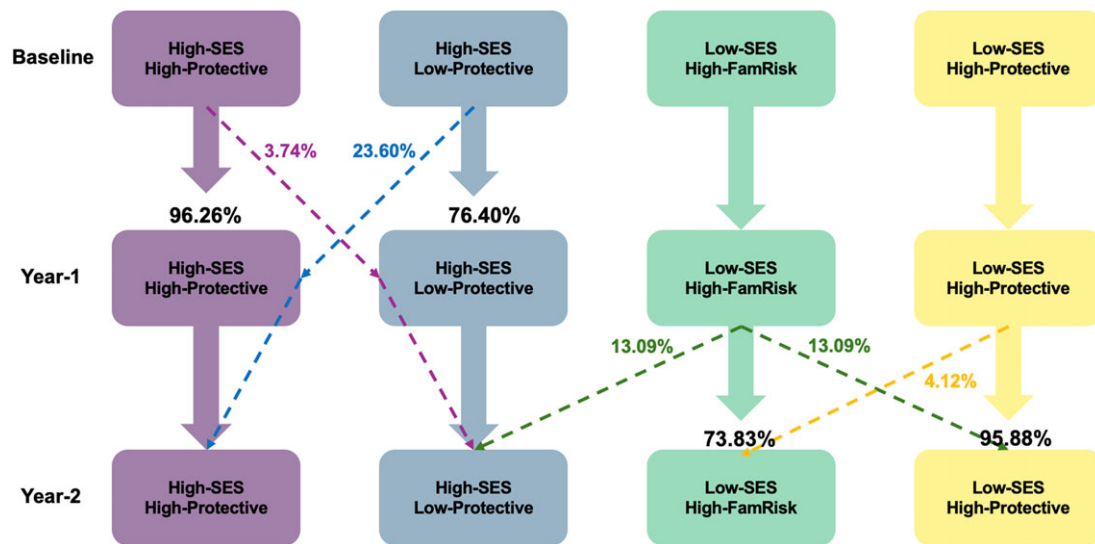 Baseline
High-SES
High-Protective
High-SES
Low-Protective
Low-SES
High-FamRisk
Low-SES
High-Protective
3.74%
23.60%
96.26%
76.40%
Year-1
High-SES
High-Protective
High-SES
Low-Protective
Low-SES
High-FamRisk
Low-SES
High-Protective
13.09%
13.09%
4.12%
73.83%
95.88%
Year-2
High-SES
High-Protective
High-SES
Low-Protective
Low-SES
High-FamRisk
Low-SES
High-Protective